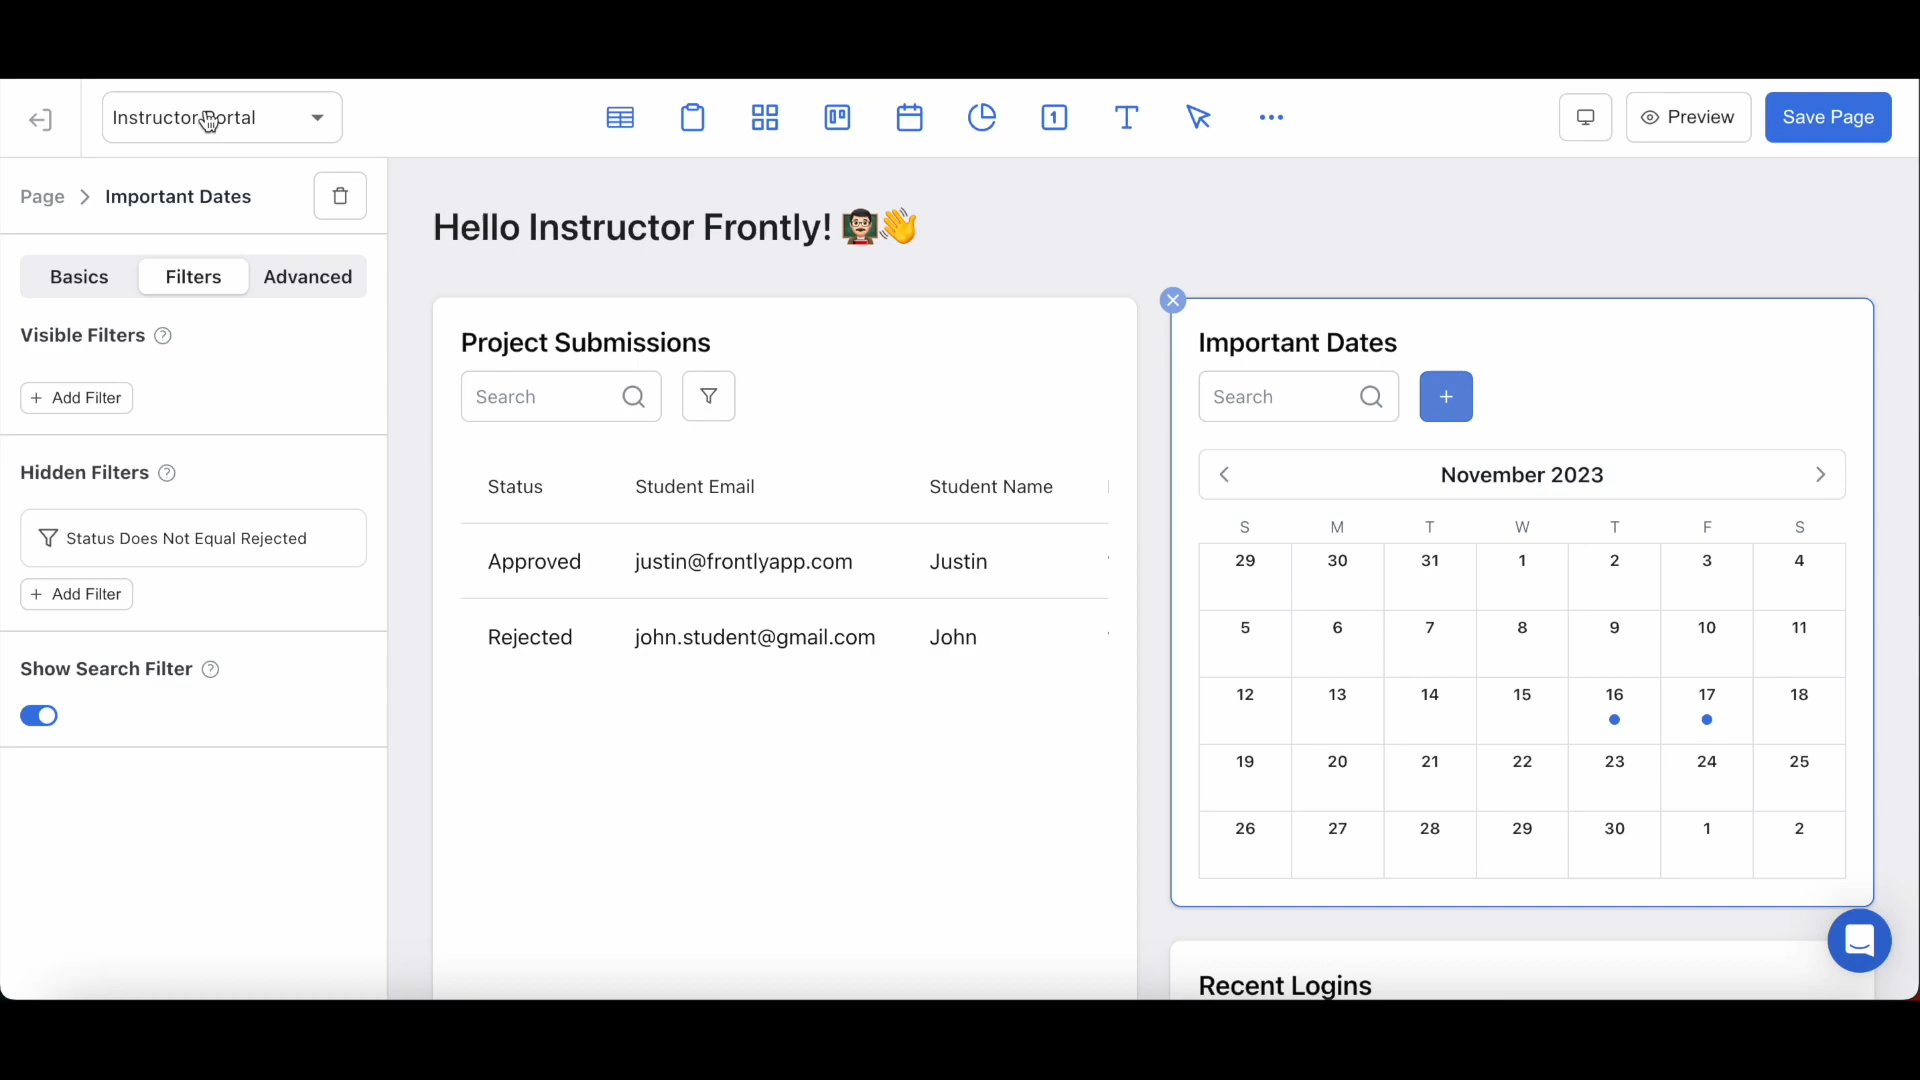 Instructor Portal
1
T
Preview
Save Page
Page > Important Dates
Basics
Filters
Advanced
Visible Filters ?
+ Add Filter
Hidden Filters ?
Status Does Not Equal Rejected
+ Add Filter
Show Search Filter ?
Hello Instructor Frontly!
Project Submissions
Search
Status Student Email Student Name
Approved justin@frontlyapp.com Justin
Rejected john.student@gmail.com John
Important Dates
Search
+
November 2023
S M T W T F S
29 30 31 1 2 3 4
5 6 7 8 9 10 11
12 13 14 15 16 17 18
19 20 21 22 23 24 25
26 27 28 29 30 1 2
Recent Logins